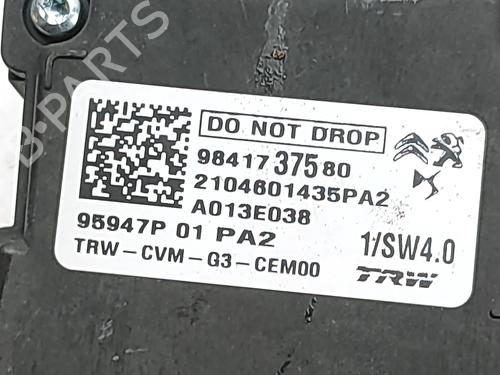 B-PARTS
DO NOT DROP
9841737580
2104601435PA2
A013E038
95947P 01 PA2
1/SW4.0
TRW-CVM-G3-CEM00
TRW